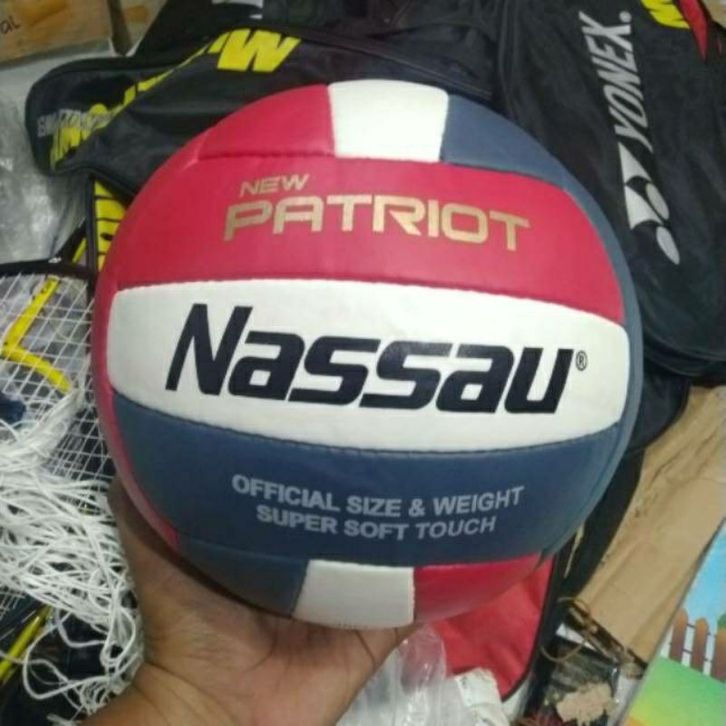 NEW
PATRIOT
Nassau®
OFFICIAL SIZE & WEIGHT
SUPER SOFT TOUCH
YONEX